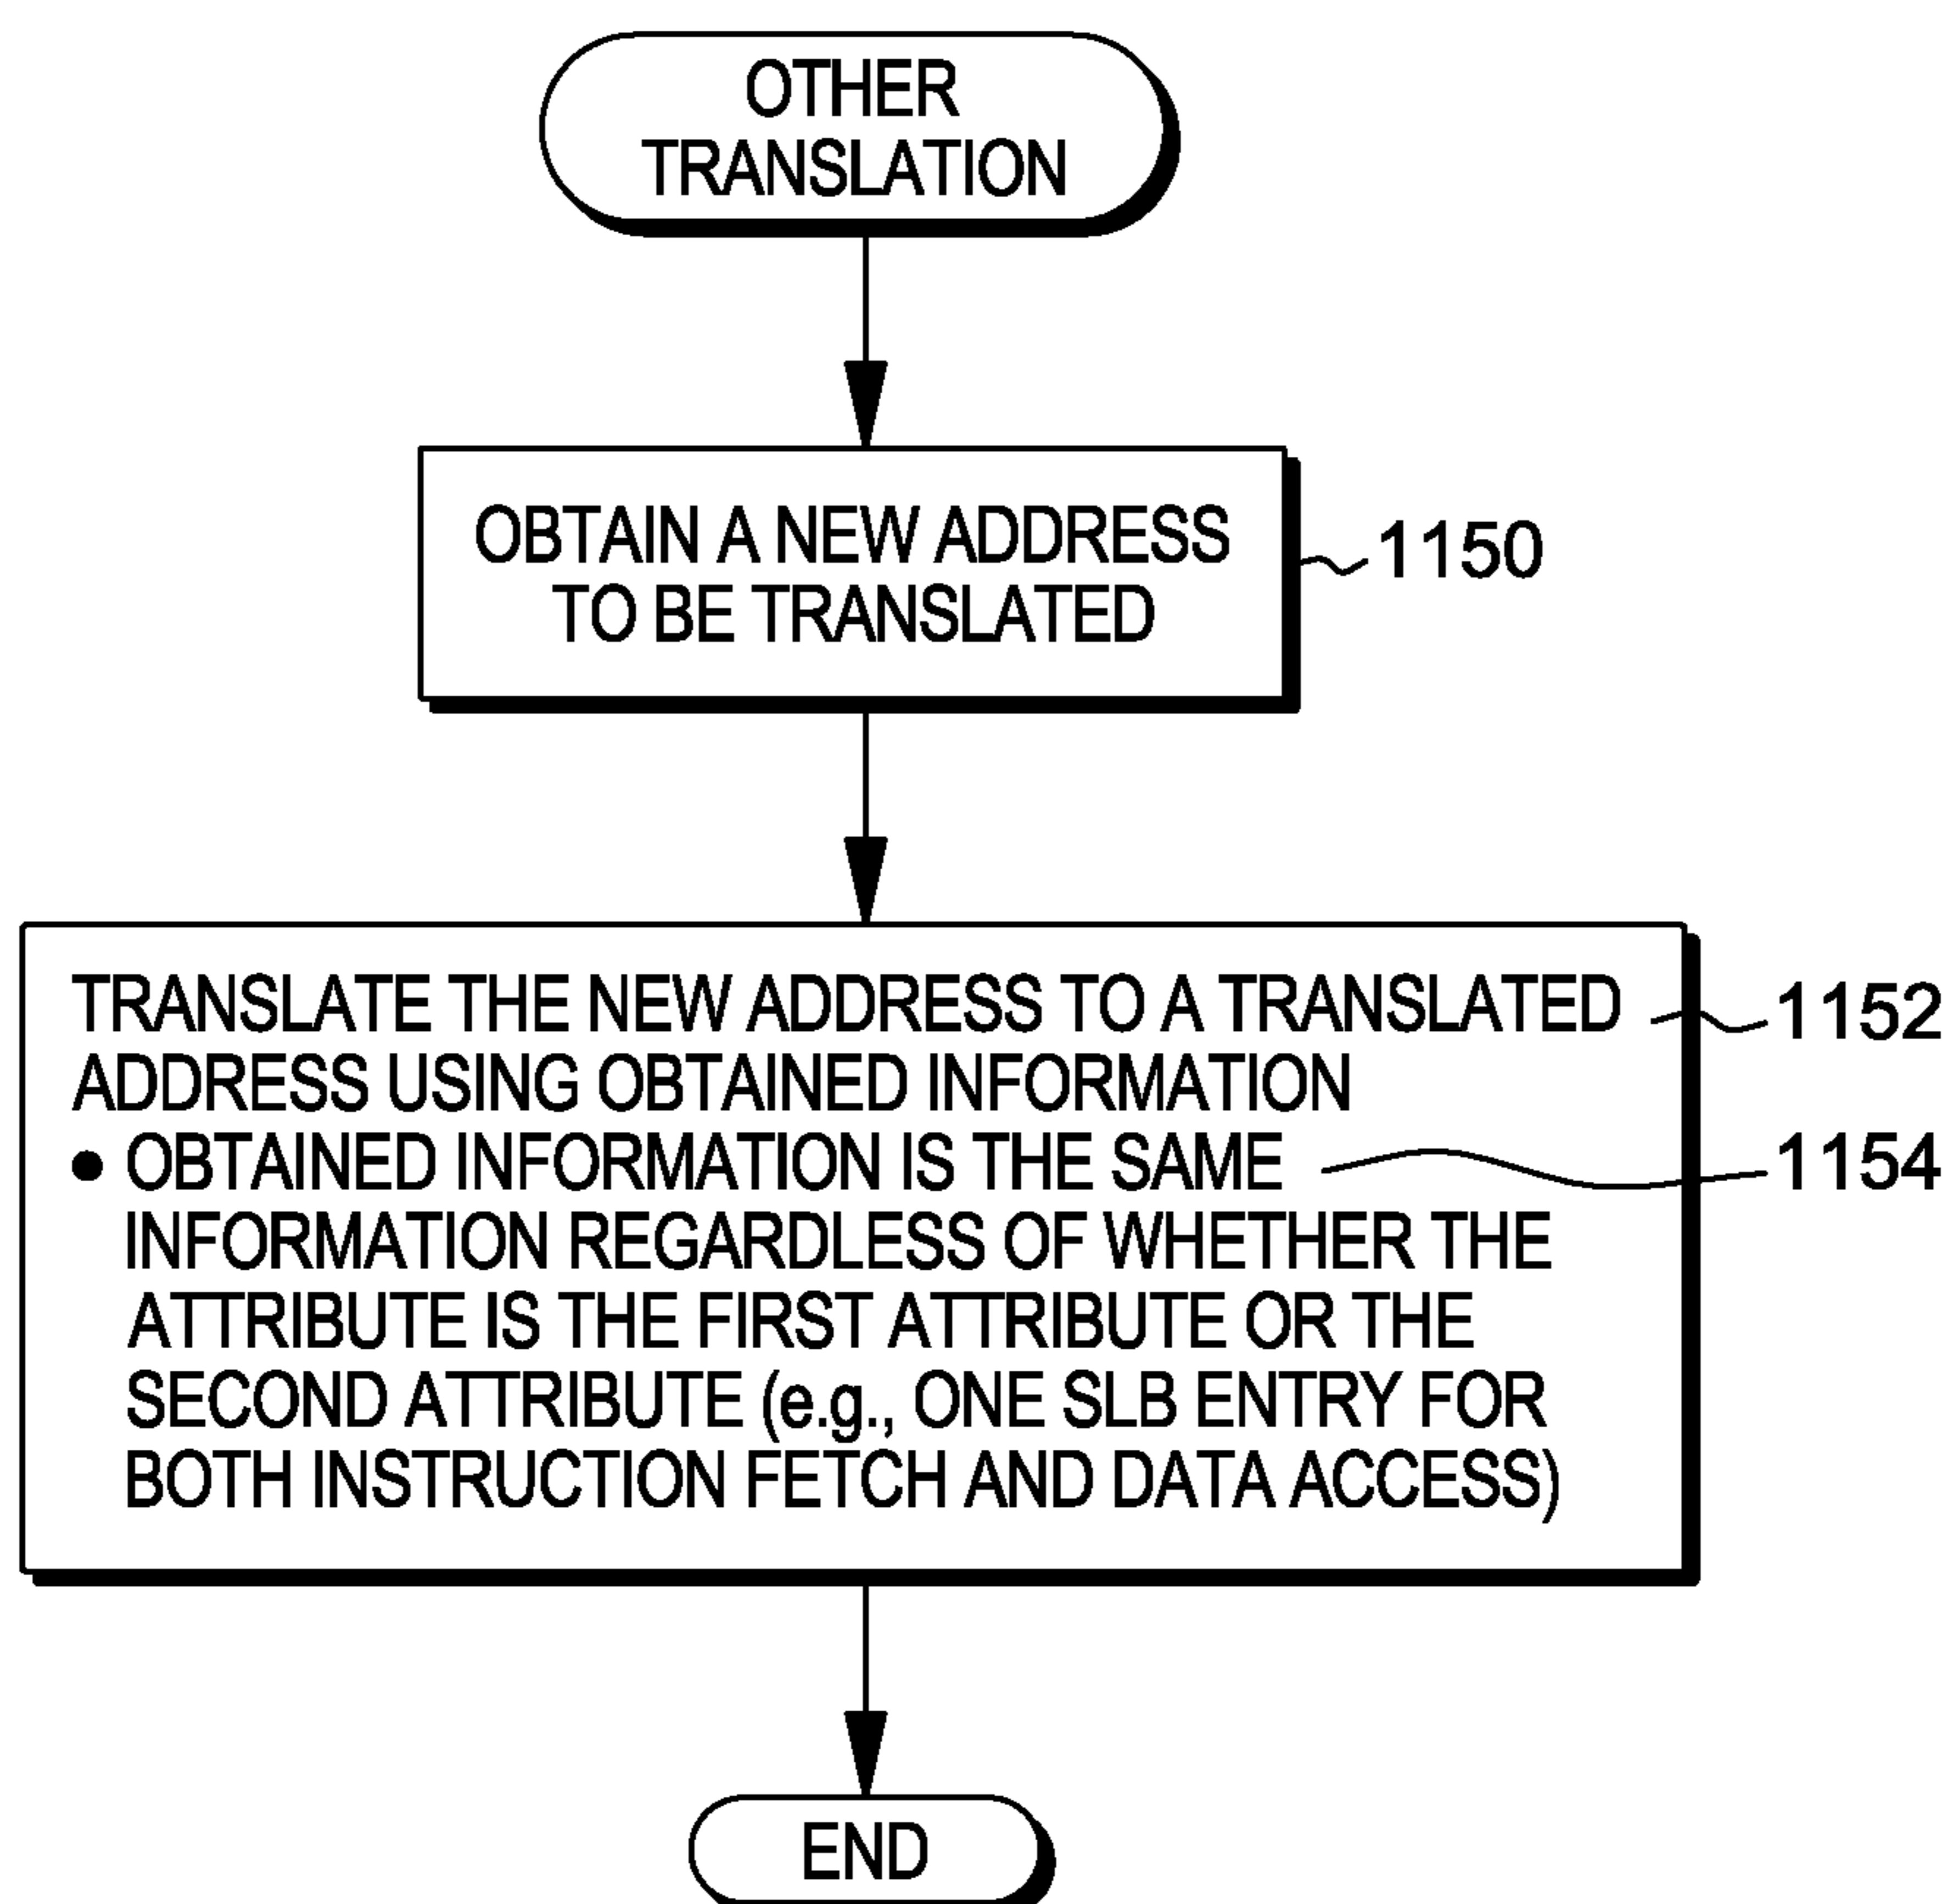 OTHER
TRANSLATION
OBTAIN A NEW ADDRESS
TO BE TRANSLATED
1150
TRANSLATE THE NEW ADDRESS TO A TRANSLATED
1152
ADDRESS USING OBTAINED INFORMATION
• OBTAINED INFORMATION IS THE SAME
1154
INFORMATION REGARDLESS OF WHETHER THE
ATTRIBUTE IS THE FIRST ATTRIBUTE OR THE
SECOND ATTRIBUTE (e.g., ONE SLB ENTRY FOR
BOTH INSTRUCTION FETCH AND DATA ACCESS)
END